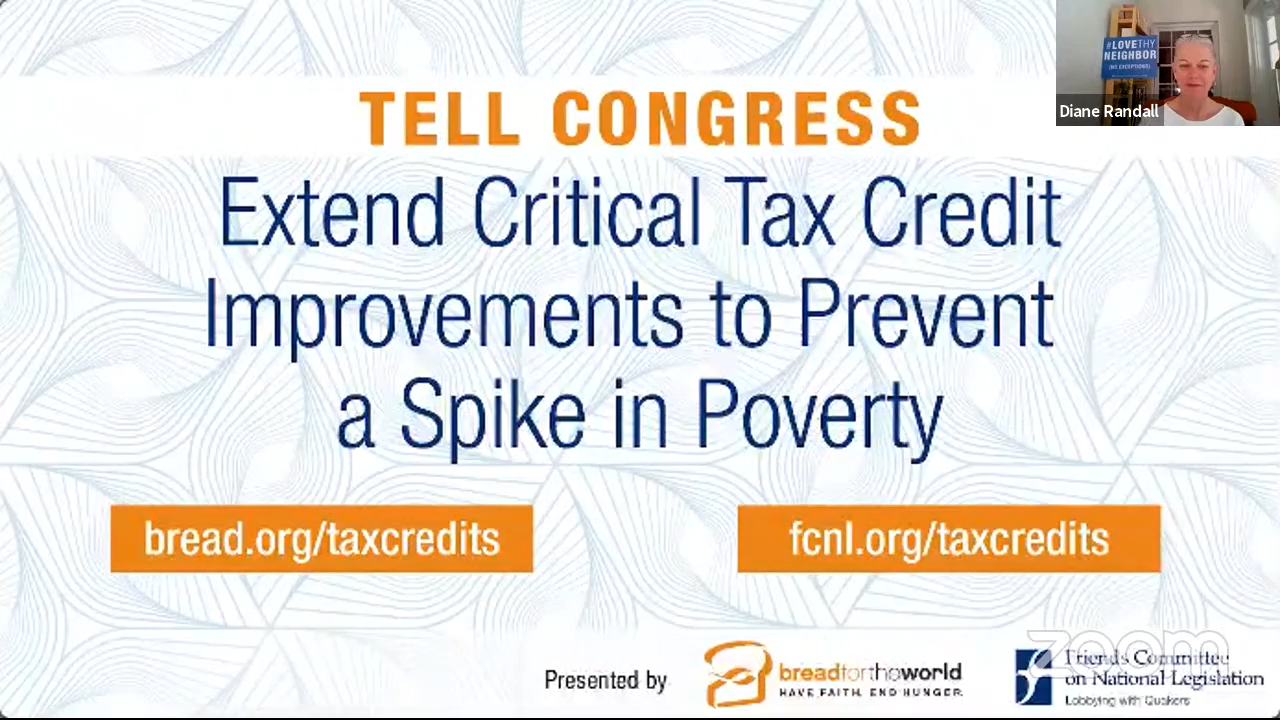 #LOVETHY
NEIGHBOR
(NO EXCEPTIONS)
Diane Randall
TELL CONGRESS
Extend Critical Tax Credit
Improvements to Prevent
a Spike in Poverty
bread.org/taxcredits
fcnl.org/taxcredits
Presented by
breadfortheworld
HAVE FAITH. END HUNGER.
zoom
Friends Committee
on National Legislation
Lobbying with Quakers